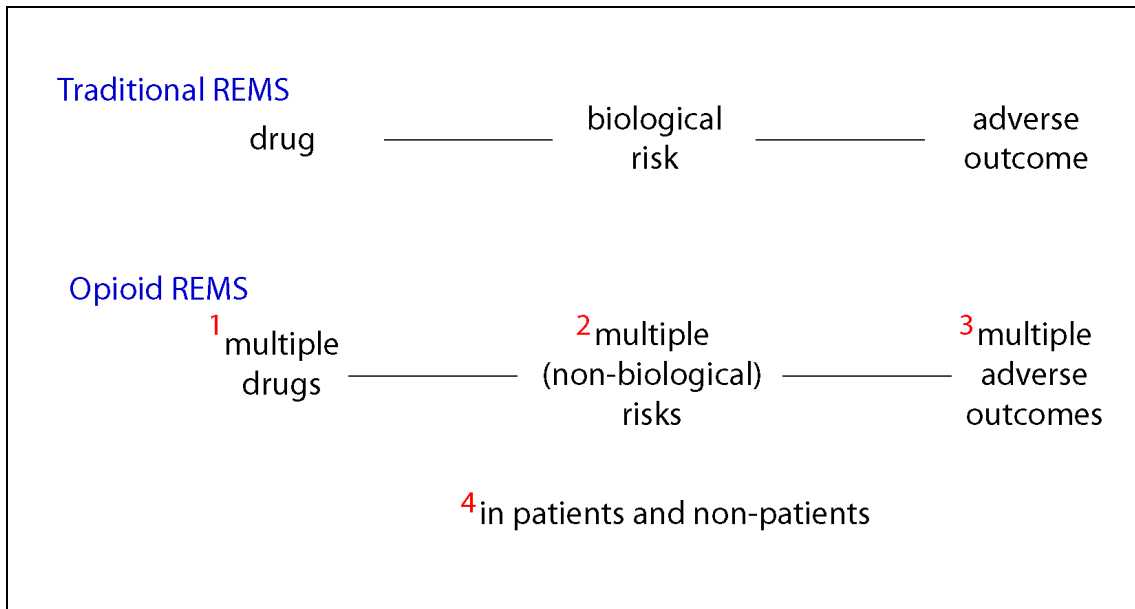 Traditional REMS
drug
biological
risk
adverse
outcome
Opioid REMS
1multiple
drugs
2multiple
(non-biological)
risks
3multiple
adverse
outcomes
4in patients and non-patients